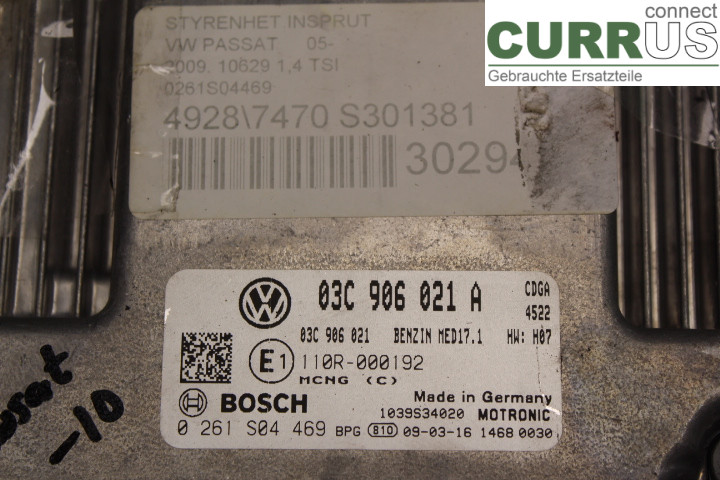 connect
CURRUS
Gebrauchte Ersatzteile
STYRENHET INSPRUT
VW PASSAT 05-
2009. 10629 1,4 TSI
0261S04469
4928\7470 S301381
30294
03C 906 021 A
CDGA
4522
03C 906 021 BENZIN MED17.1 HW: H07
E1 110R-000192
MCNG (C)
Made in Germany
BOSCH
1039S34020 MOTRONIC
0 261 S04 469 BPG 810 09-03-16 1468 0030
-10